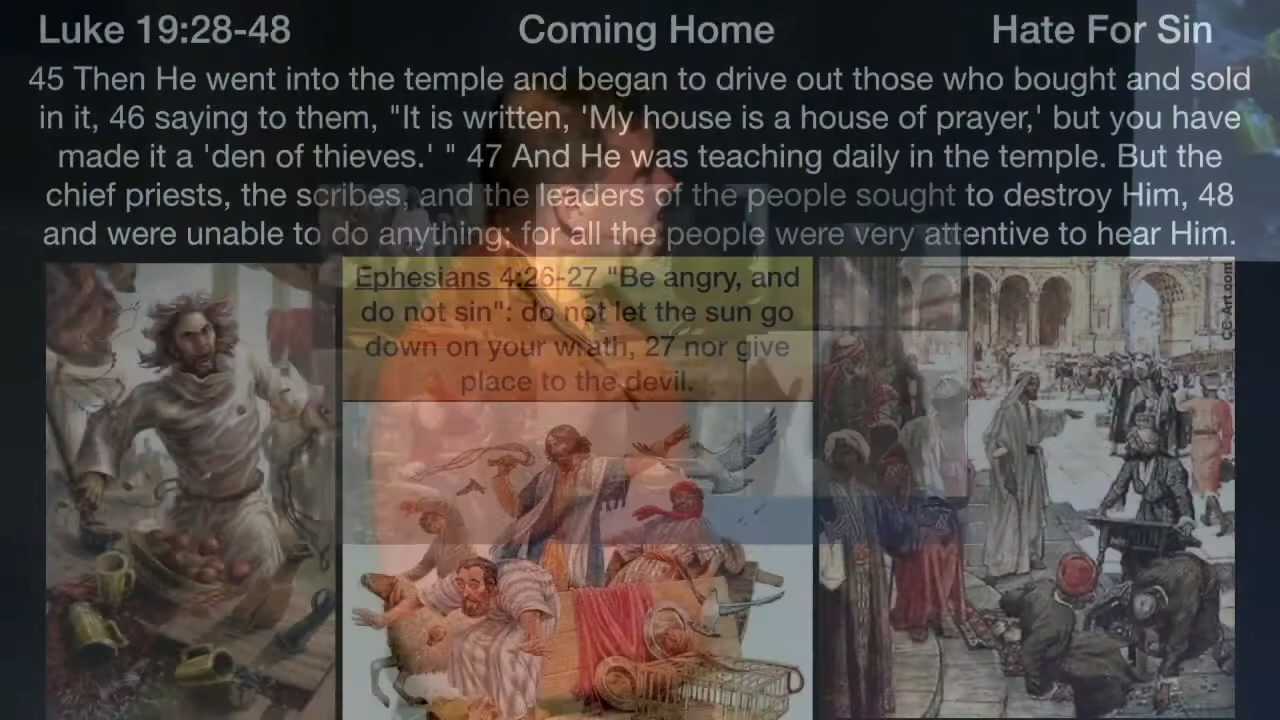 Luke 19:28-48 Coming Home Hate For Sin
45 Then He went into the temple and began to drive out those who bought and sold
in it, 46 saying to them, "It is written, 'My house is a house of prayer,' but you have
made it a 'den of thieves.' " 47 And He was teaching daily in the temple. But the
chief priests, the scribes, and the leaders of the people sought to destroy Him, 48
and were unable to do anything; for all the people were very attentive to hear Him.
Ephesians 4:26-27 "Be angry, and
do not sin": do not let the sun go
down on your wrath, 27 nor give
place to the devil.
CC-Art.com